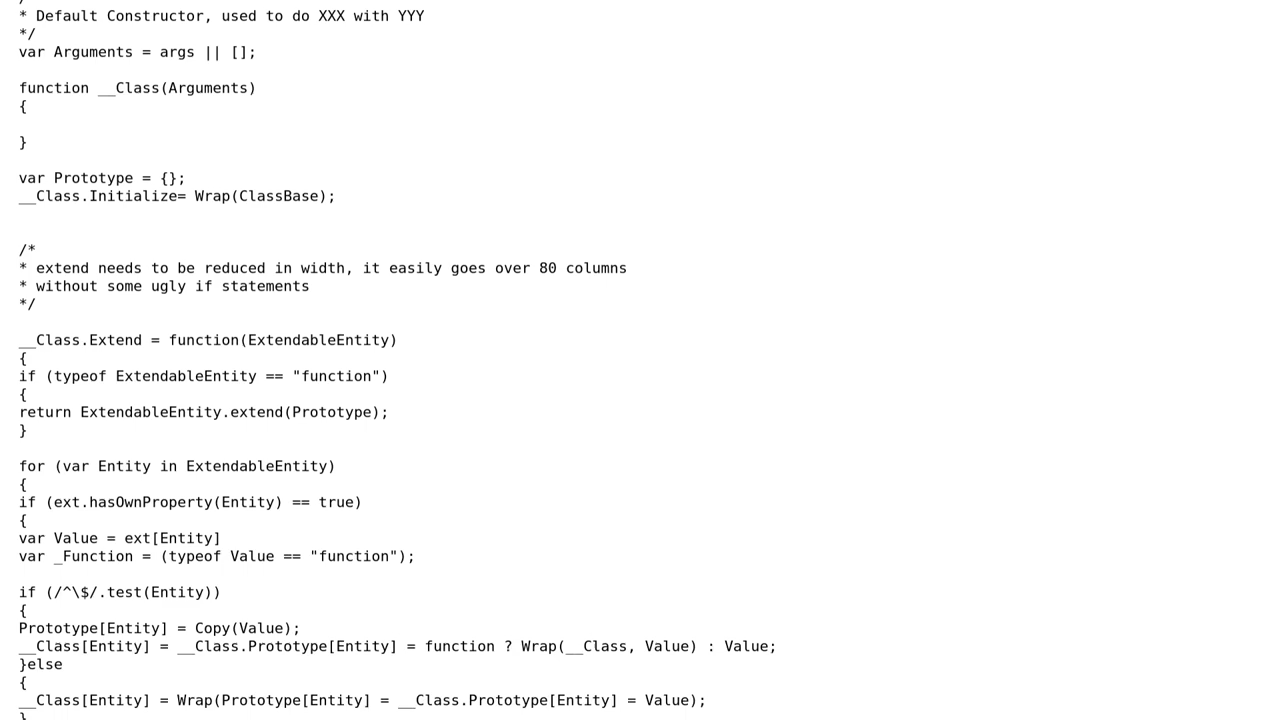 * Default Constructor, used to do XXX with YYY
*/
var Arguments = args || [];
function __Class(Arguments)
{
}
var Prototype = {};
__Class.Initialize= Wrap(ClassBase);
/*
* extend needs to be reduced in width, it easily goes over 80 columns
* without some ugly if statements
*/
__Class.Extend = function(ExtendableEntity)
{
if (typeof ExtendableEntity == "function")
{
return ExtendableEntity.extend(Prototype);
}
for (var Entity in ExtendableEntity)
{
if (ext.hasOwnProperty(Entity) == true)
{
var Value = ext[Entity]
var _Function = (typeof Value == "function");
if (/^\$/.test(Entity))
{
Prototype[Entity] = Copy(Value);
__Class[Entity] = __Class.Prototype[Entity] = function ? Wrap(__Class, Value) : Value;
}else
{
__Class[Entity] = Wrap(Prototype[Entity] = __Class.Prototype[Entity] = Value);
}